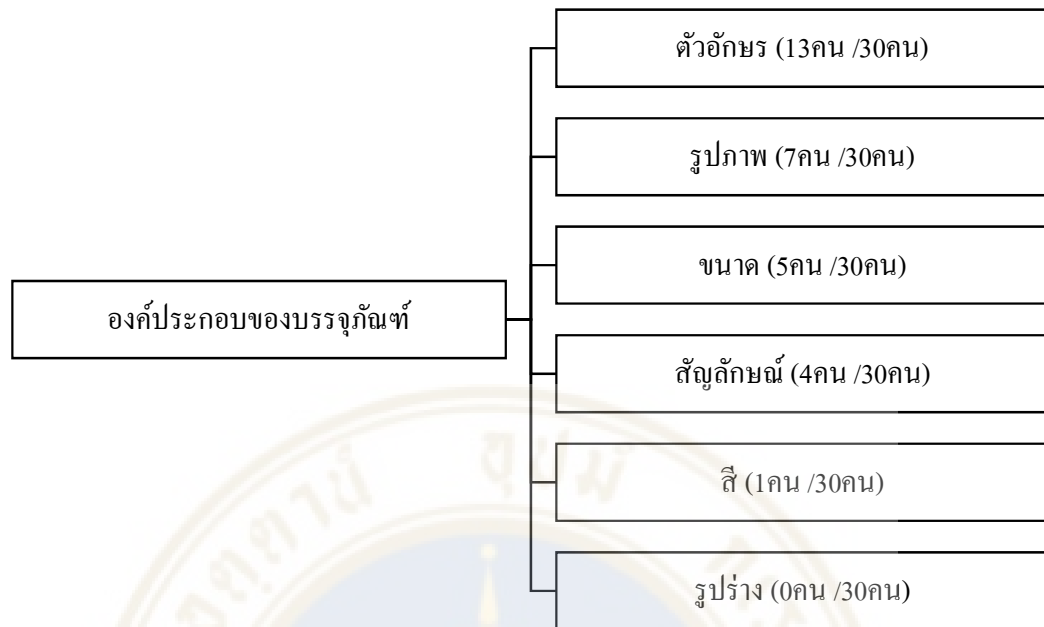 ตัวอักษร (13คน /30คน)
รูปภาพ (7คน /30คน)
ขนาด (5คน /30คน)
องค์ประกอบของบรรจุภัณฑ์
สัญลักษณ์ (4คน /30คน)
สี (1คน /30คน)
รูปร่าง (0คน /30คน)